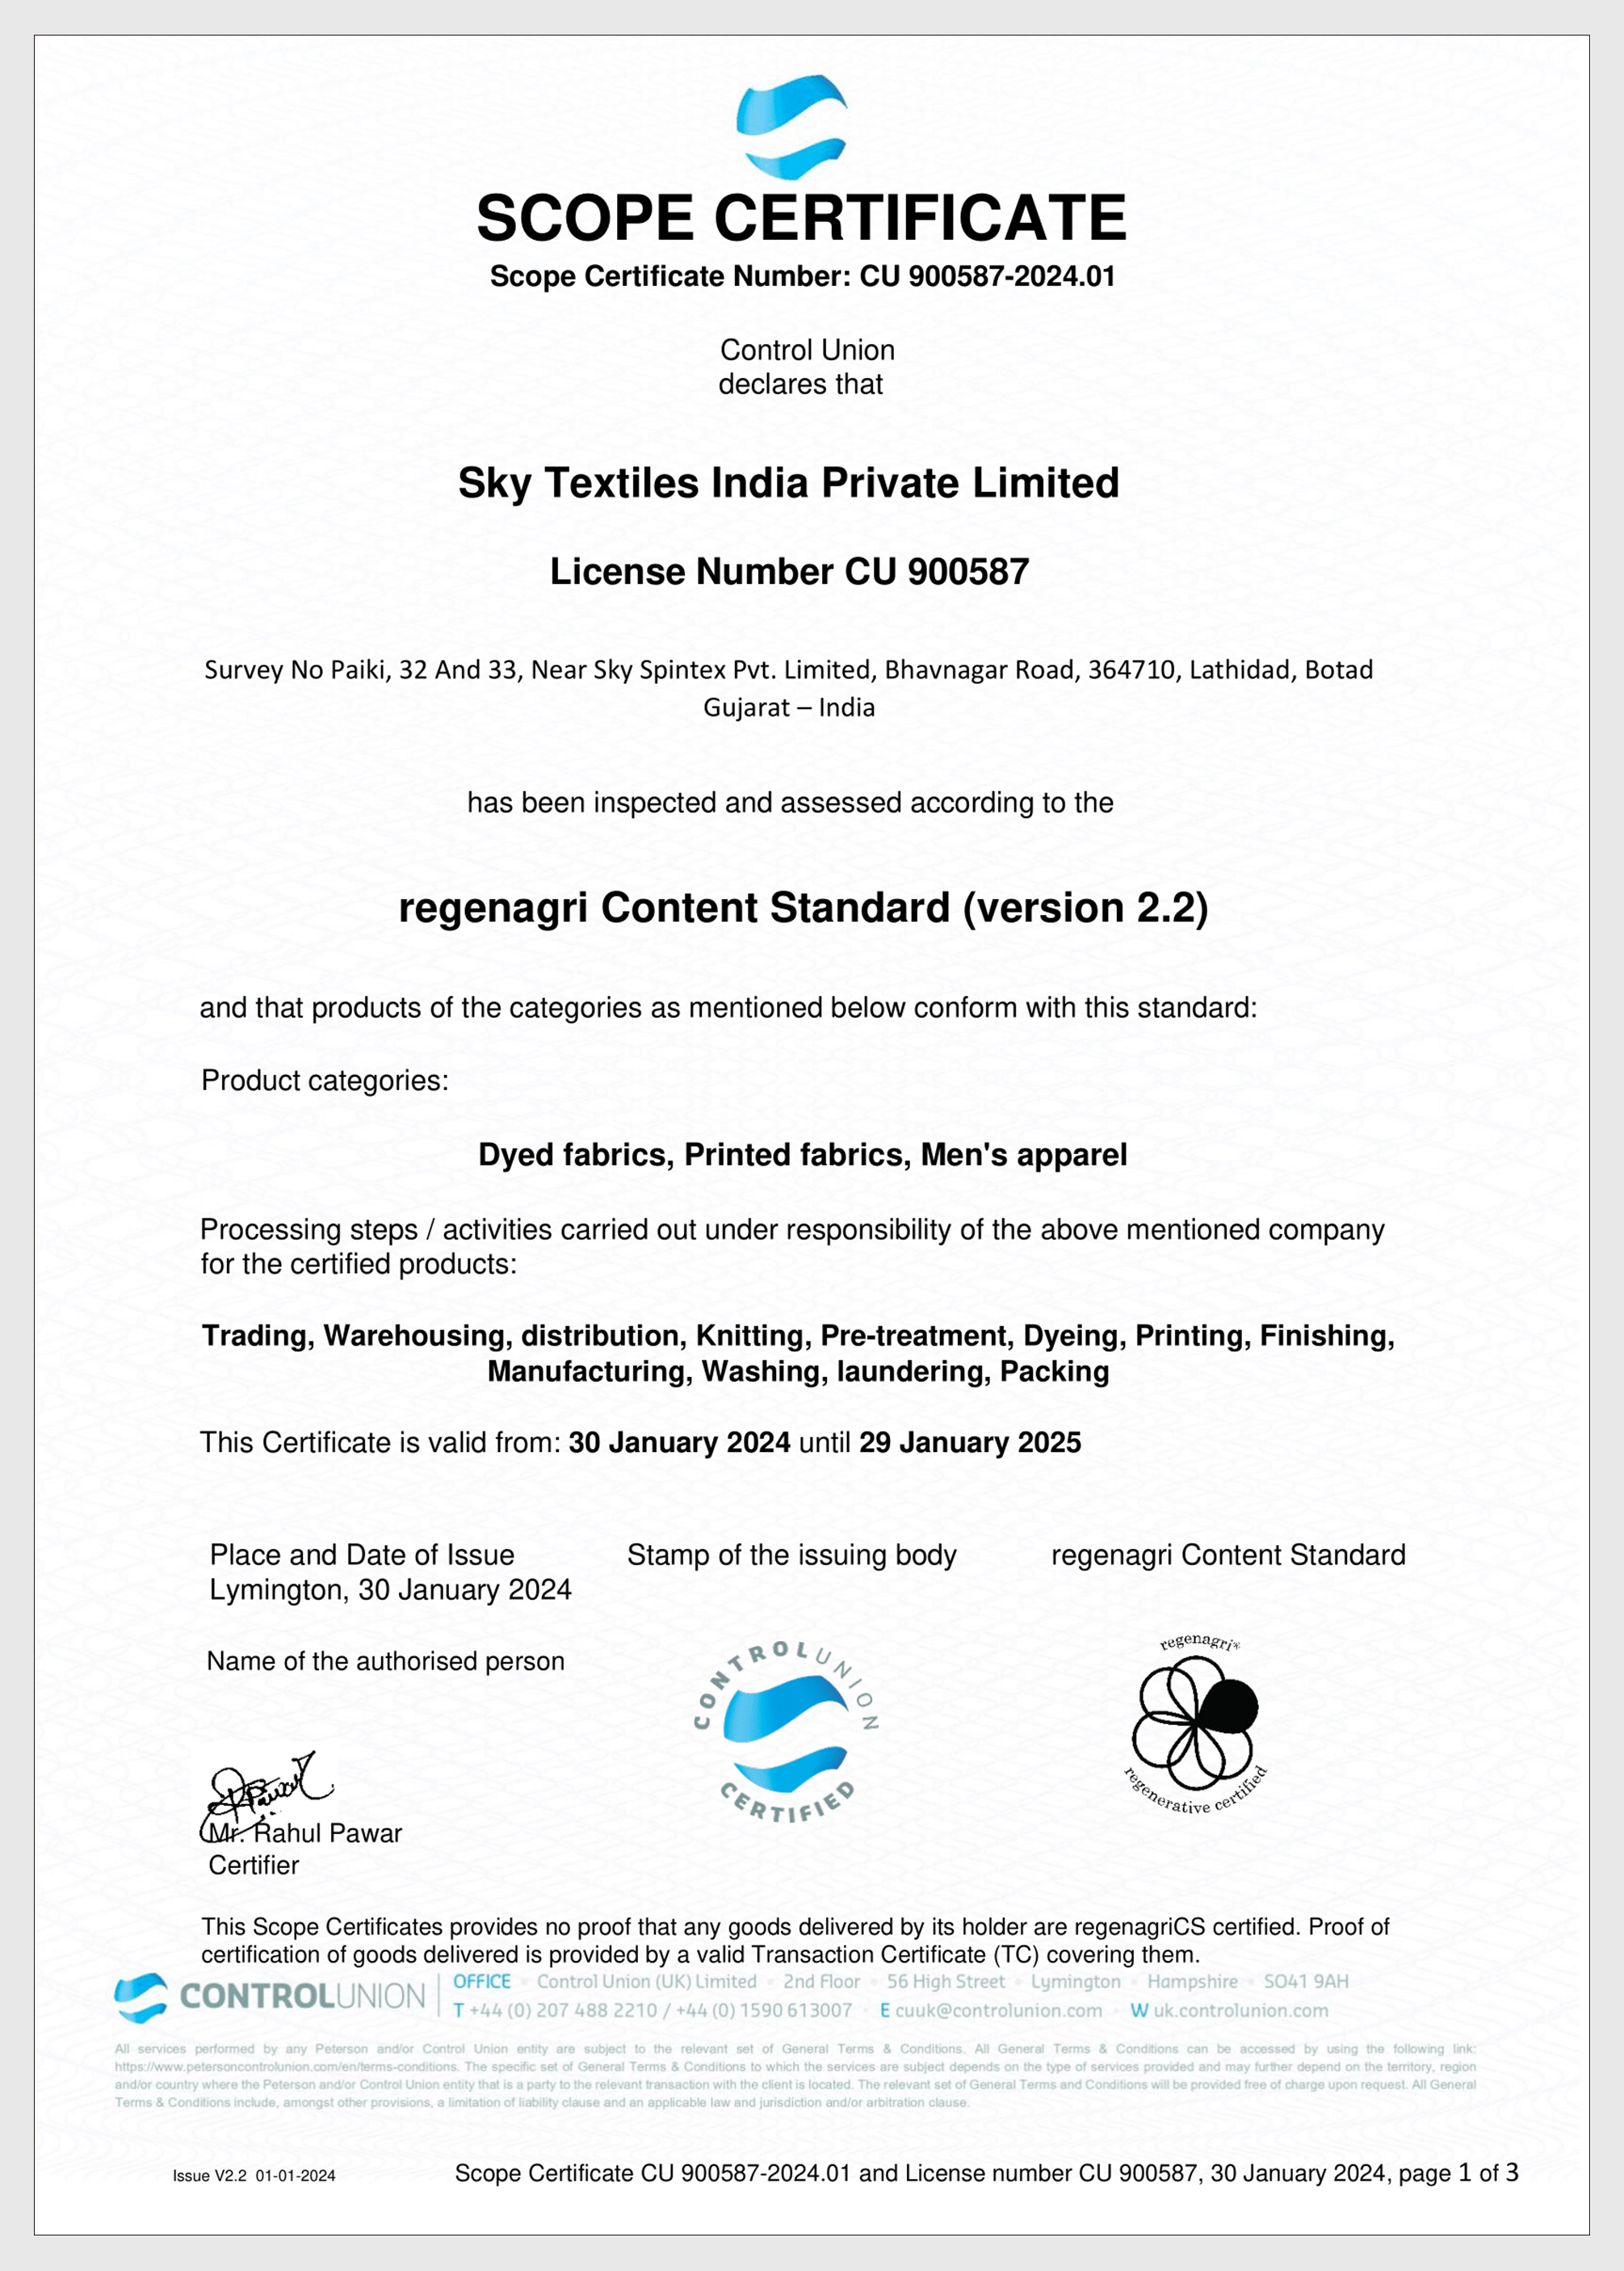 SCOPE CERTIFICATE
Scope Certificate Number: CU 900587-2024.01
Control Union
declares that
Sky Textiles India Private Limited
License Number CU 900587
Survey No Paiki, 32 And 33, Near Sky Spintex Pvt. Limited, Bhavnagar Road, 364710, Lathidad, Botad
Gujarat – India
has been inspected and assessed according to the
regenagri Content Standard (version 2.2)
and that products of the categories as mentioned below conform with this standard:
Product categories:
Dyed fabrics, Printed fabrics, Men's apparel
Processing steps / activities carried out under responsibility of the above mentioned company
for the certified products:
Trading, Warehousing, distribution, Knitting, Pre-treatment, Dyeing, Printing, Finishing,
Manufacturing, Washing, laundering, Packing
This Certificate is valid from: 30 January 2024 until 29 January 2025
Place and Date of Issue
Lymington, 30 January 2024
Stamp of the issuing body
regenagri Content Standard
Name of the authorised person
CONTROLUNION
CERTIFIED
regenagri*
regenerative certified
Mr. Rahul Pawar
Certifier
This Scope Certificates provides no proof that any goods delivered by its holder are regenagriCS certified. Proof of
certification of goods delivered is provided by a valid Transaction Certificate (TC) covering them.
CONTROLUNION
OFFICE Control Union (UK) Limited 2nd Floor 56 High Street Lymington Hampshire SO41 9AH
T +44 (0) 207 488 2210 / +44 (0) 1590 613007 E cuuk@controlunion.com W uk.controlunion.com
All services performed by any Peterson and/or Control Union entity are subject to the relevant set of General Terms & Conditions. All General Terms & Conditions can be accessed by using the following link:
https://www.petersoncontrolunion.com/en/terms-conditions. The specific set of General Terms & Conditions to which the services are subject depends on the type of services provided and may further depend on the territory, region
and/or country where the Peterson and/or Control Union entity that is a party to the relevant transaction with the client is located. The relevant set of General Terms and Conditions will be provided free of charge upon request. All General
Terms & Conditions include, amongst other provisions, a limitation of liability clause and an applicable law and jurisdiction and/or arbitration clause.
Issue V2.2 01-01-2024
Scope Certificate CU 900587-2024.01 and License number CU 900587, 30 January 2024, page 1 of 3